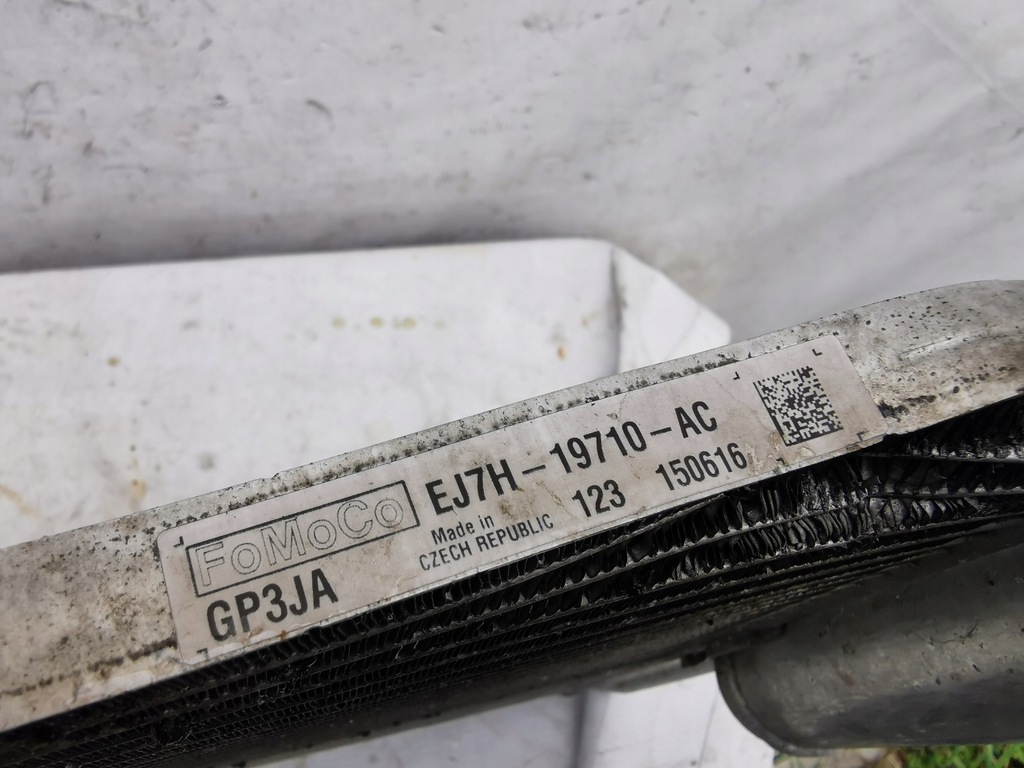 FoMoCo EJ7H-19710-AC
GP3JA Made in 123 150616
CZECH REPUBLIC